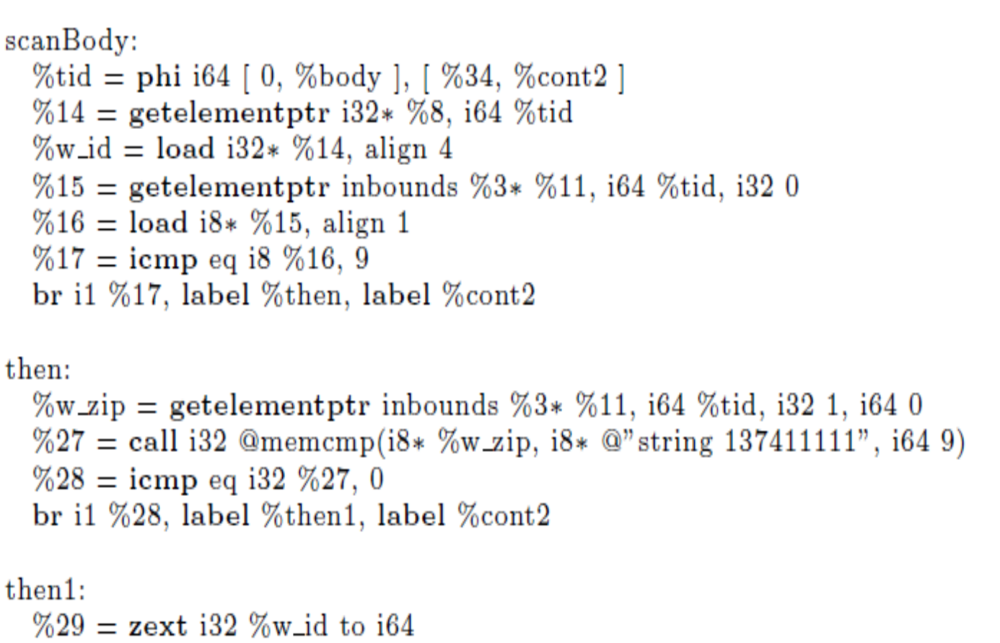 scanBody:
%tid = phi i64 [ 0, %body ], [ %34, %cont2 ]
%14 = getelementptr i32* %8, i64 %tid
%w_id = load i32* %14, align 4
%15 = getelementptr inbounds %3* %11, i64 %tid, i32 0
%16 = load i8* %15, align 1
%17 = icmp eq i8 %16, 9
br i1 %17, label %then, label %cont2
then:
%w_zip = getelementptr inbounds %3* %11, i64 %tid, i32 1, i64 0
%27 = call i32 @memcmp(i8* %w_zip, i8* @”string 137411111”, i64 9)
%28 = icmp eq i32 %27, 0
br i1 %28, label %then1, label %cont2
then1:
%29 = zext i32 %w_id to i64